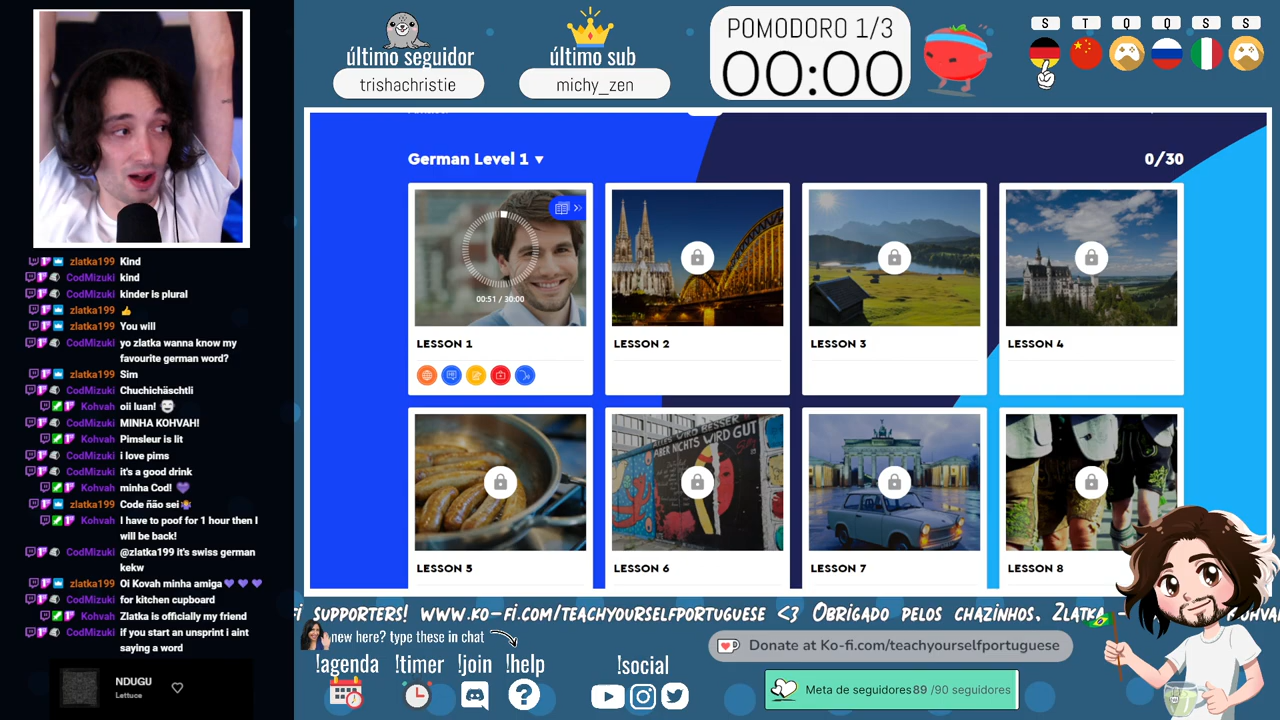 último seguidor
trishachristie
último sub
michy_zen
POMODORO 1/3
00:00
S T Q Q S S
German Level 1 ▼
0/30
00:51 / 30:00
LESSON 1
LESSON 2
LESSON 3
LESSON 4
ABER NICHTS WIRD GUT
LESSON 5
LESSON 6
LESSON 7
LESSON 8
zlatka199 Kind
CodMizuki kind
CodMizuki kinder is plural
zlatka199 👍
zlatka199 You will
CodMizuki yo zlatka wanna know my
favourite german word?
zlatka199 Sim
CodMizuki Chuchichäschtli
Kohvah oii luan!
CodMizuki MINHA KOHVAH!
Kohvah Pimsleur is lit
CodMizuki i love pims
CodMizuki it's a good drink
Kohvah minha Cod! 💜
zlatka199 Code ñão sei
Kohvah I have to poof for 1 hour then I
will be back!
CodMizuki @zlatka199 it's swiss german
kekw
zlatka199 Oi Kovah minha amiga💜 💜 💜
CodMizuki for kitchen cupboard
Kohvah Zlatka is officially my friend
CodMizuki if you start an unsprint i aint
saying a word
NDUGU
Lettuce
FI SUPPORTERS! WWW.KO-FI.COM/TEACHYOURSELFPORTUGUESE <3 OBRIGADO PELOS CHAZINHOS, ZLATKA -
new here? type these in chat
!agenda !timer !join !help !social
Donate at Ko-fi.com/teachyourselfportuguese
Meta de seguidores 89 /90 seguidores